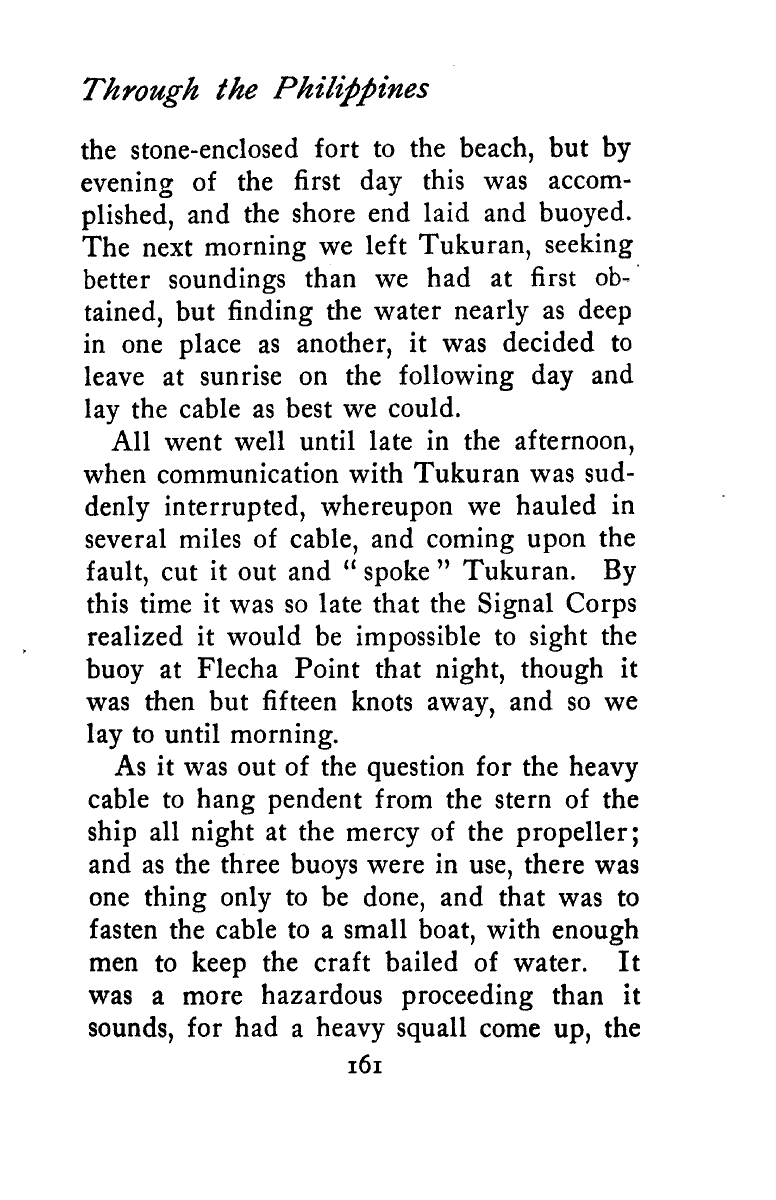 Through the Philippines
the stone-enclosed fort to the beach, but by
evening of the first day this was accom-
plished, and the shore end laid and buoyed.
The next morning we left Tukuran, seeking
better soundings than we had at first ob-
tained, but finding the water nearly as deep
in one place as another, it was decided to
leave at sunrise on the following day and
lay the cable as best we could.
All went well until late in the afternoon,
when communication with Tukuran was sud-
denly interrupted, whereupon we hauled in
several miles of cable, and coming upon the
fault, cut it out and “ spoke ” Tukuran. By
this time it was so late that the Signal Corps
realized it would be impossible to sight the
buoy at Flecha Point that night, though it
was then but fifteen knots away, and so we
lay to until morning.
As it was out of the question for the heavy
cable to hang pendent from the stern of the
ship all night at the mercy of the propeller;
and as the three buoys were in use, there was
one thing only to be done, and that was to
fasten the cable to a small boat, with enough
men to keep the craft bailed of water. It
was a more hazardous proceeding than it
sounds, for had a heavy squall come up, the
161